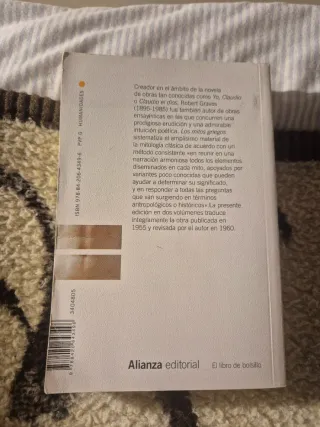 Creador en el ámbito de la novela
de obras tan conocidas como Yo, Claudio
o Claudio el dios, Robert Graves
(1895-1985) fue también autor de obras
ensayísticas en las que concurren una
prodigiosa erudición y una admirable
intuición poética. Los mitos griegos
sistematiza el amplísimo material de
la mitología clásica de acuerdo con un
método consistente «en reunir en una
narración armoniosa todos los elementos
diseminados en cada mito, apoyados por
variantes poco conocidas que pueden
ayudar a determinar su significado,
y en responder a todas las preguntas
que van surgiendo en términos
antropológicos o históricos». La presente
edición en dos volúmenes traduce
íntegramente la obra publicada en
1955 y revisada por el autor en 1960.
HUMANIDADES
PVP 0
3404805
Alianza editorial
El libro de bolsillo